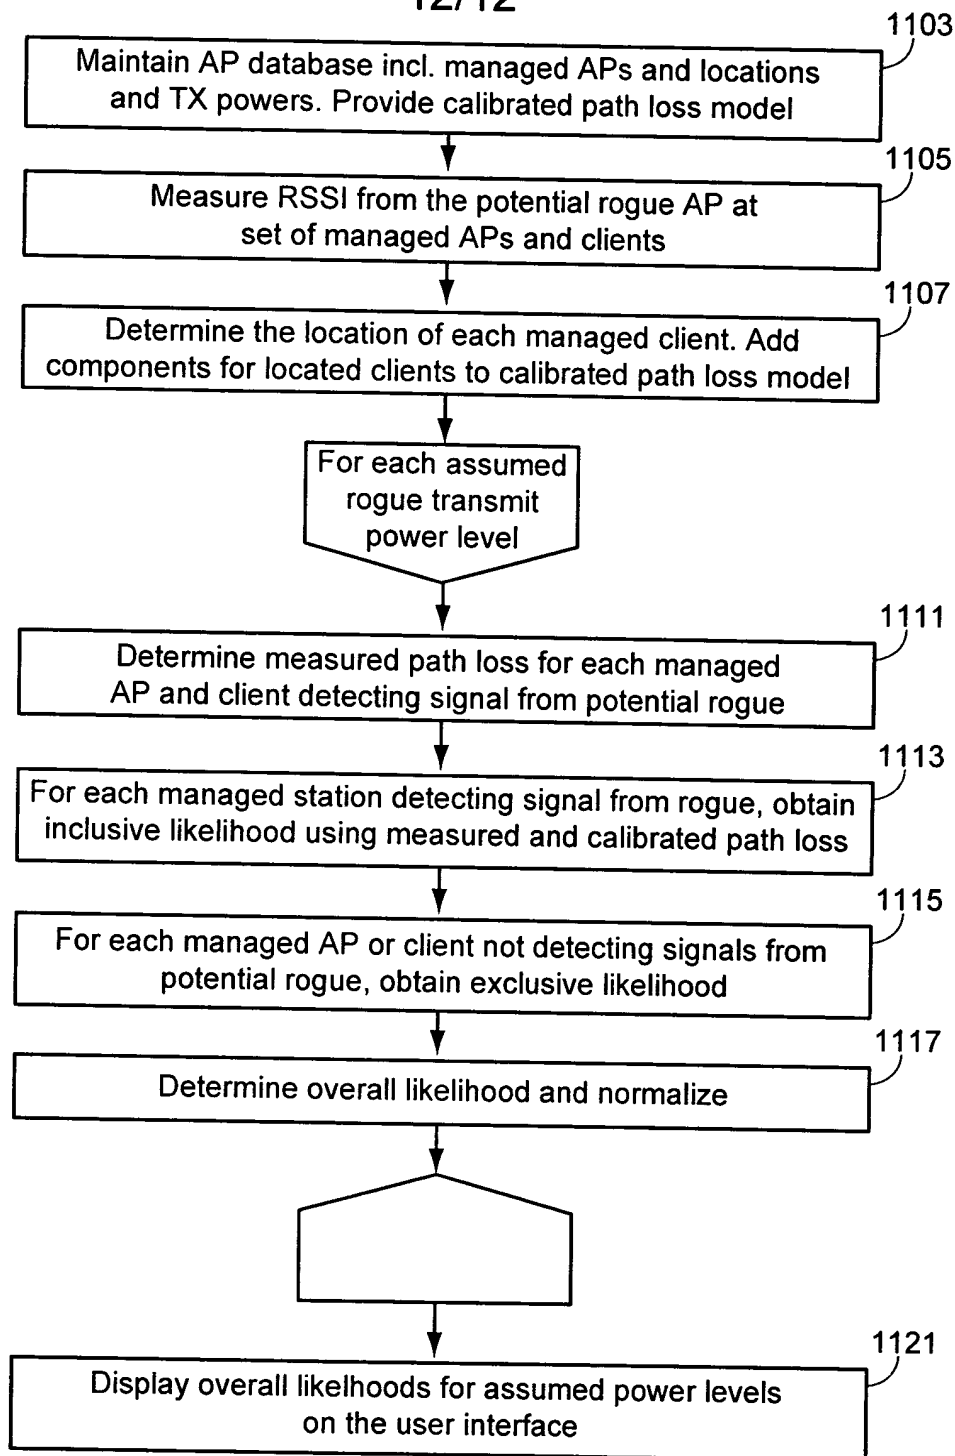 12/12
1103
Maintain AP database incl. managed APs and locations
and TX powers. Provide calibrated path loss model
1105
Measure RSSI from the potential rogue AP at
set of managed APs and clients
1107
Determine the location of each managed client. Add
components for located clients to calibrated path loss model
For each assumed
rogue transmit
power level
1111
Determine measured path loss for each managed
AP and client detecting signal from potential rogue
1113
For each managed station detecting signal from rogue, obtain
inclusive likelihood using measured and calibrated path loss
1115
For each managed AP or client not detecting signals from
potential rogue, obtain exclusive likelihood
1117
Determine overall likelihood and normalize
1121
Display overall likelhoods for assumed power levels
on the user interface